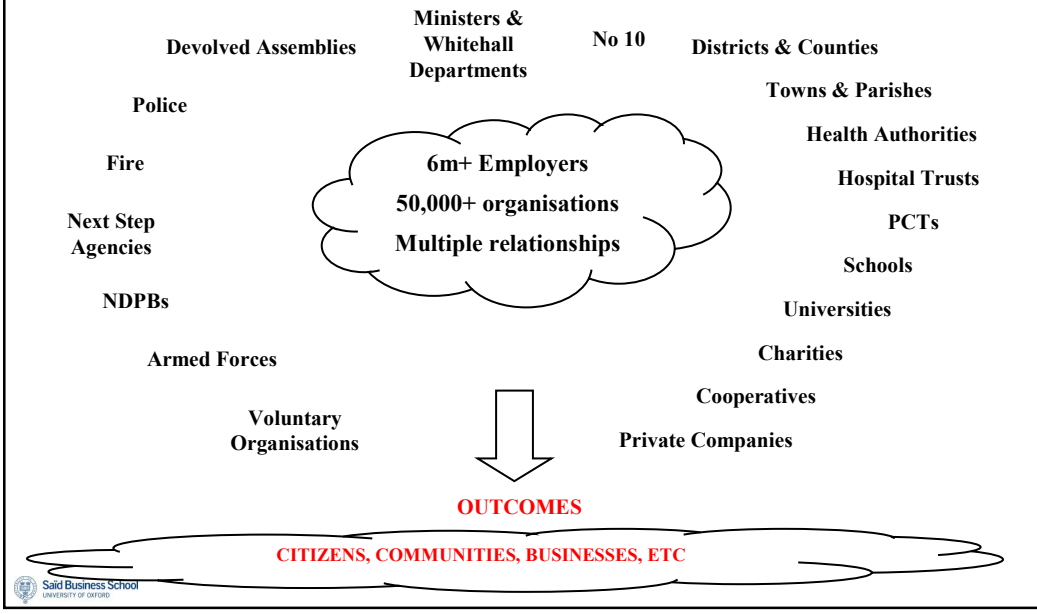 Ministers &
Whitehall
Departments
No 10
Devolved Assemblies
Districts & Counties
Police
Towns & Parishes
Fire
Health Authorities
Next Step
Agencies
Hospital Trusts
NDPBs
PCTs
Armed Forces
Schools
Voluntary
Organisations
Universities
Charities
Cooperatives
Private Companies
6m+ Employers
50,000+ organisations
Multiple relationships
OUTCOMES
CITIZENS, COMMUNITIES, BUSINESSES, ETC
Saïd Business School
UNIVERSITY OF OXFORD